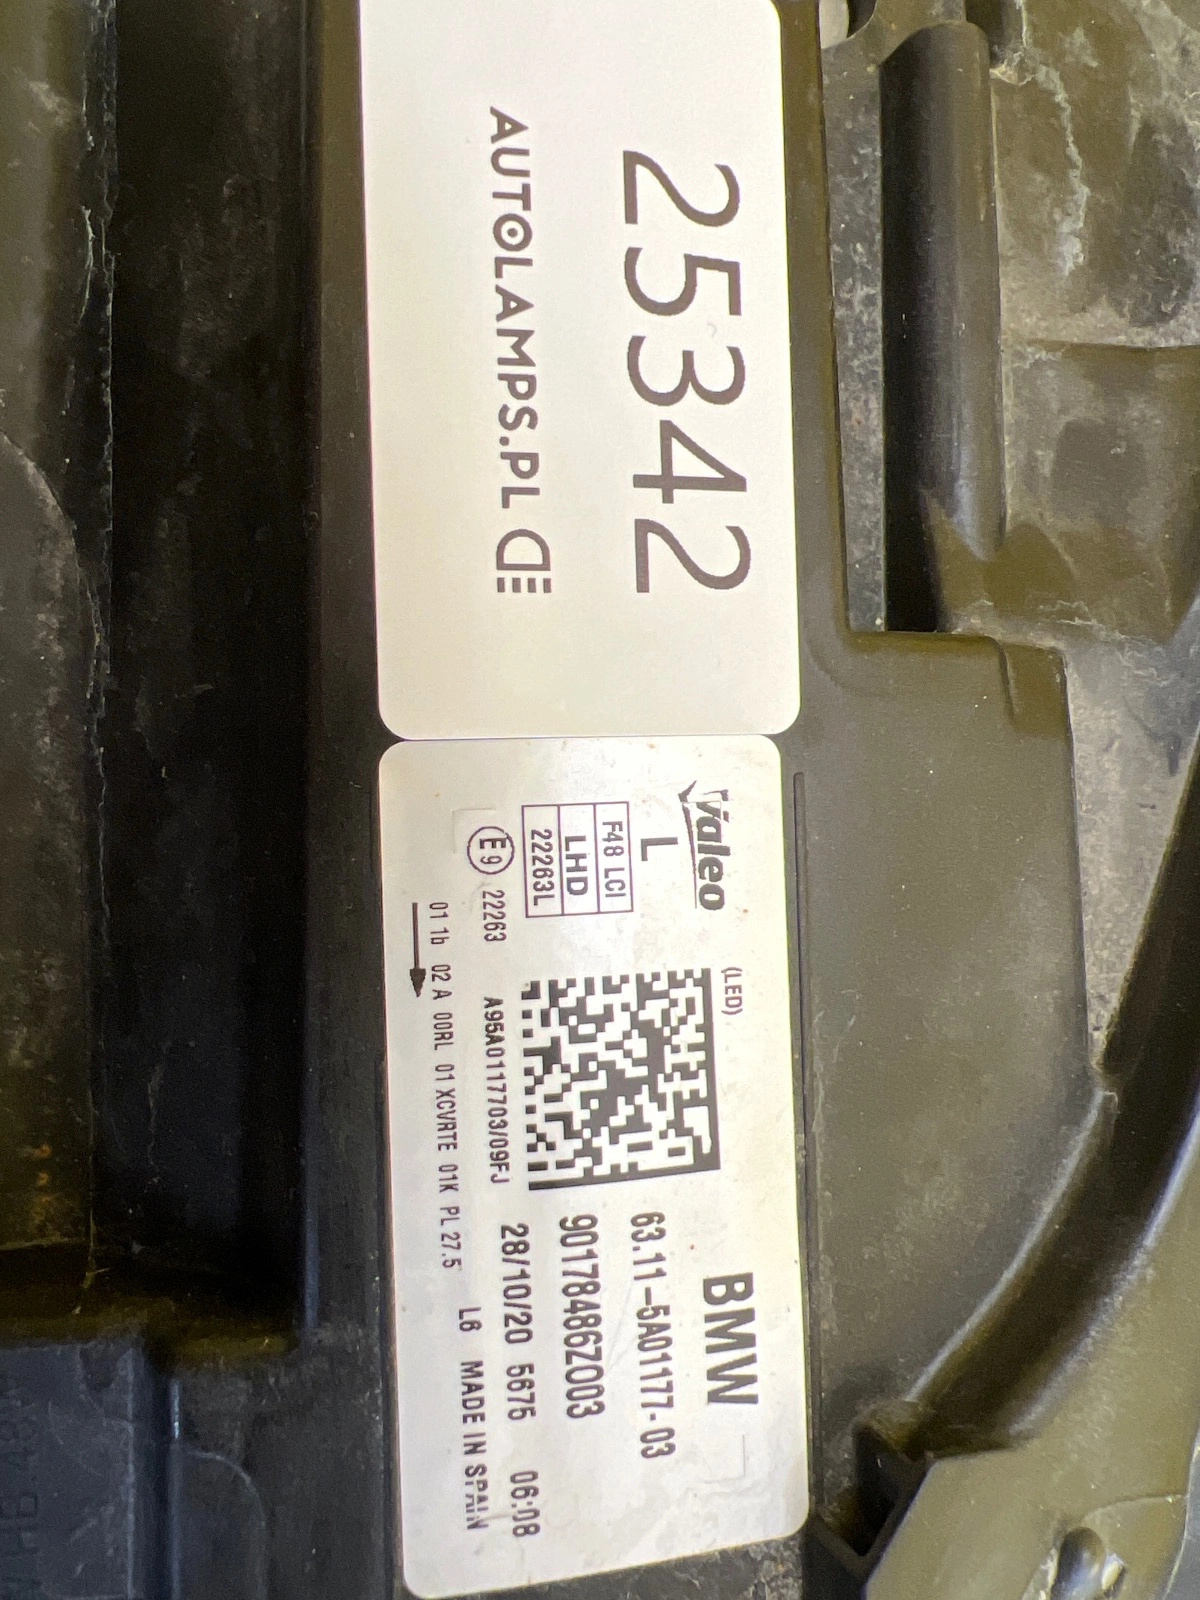 25342
AUTOLAMPS.PL
Valeo
(LED)
BMW
L
63.11-5A01177-03
F48 LCI
LHD
22263L
90178486Z003
E9 22263
A95A0117703/09FJ
28/10/20 5675 06:08
01 1b 02 A 00RL 01 XCVRTE 01K PL 27.5
L6 MADE IN SPAIN